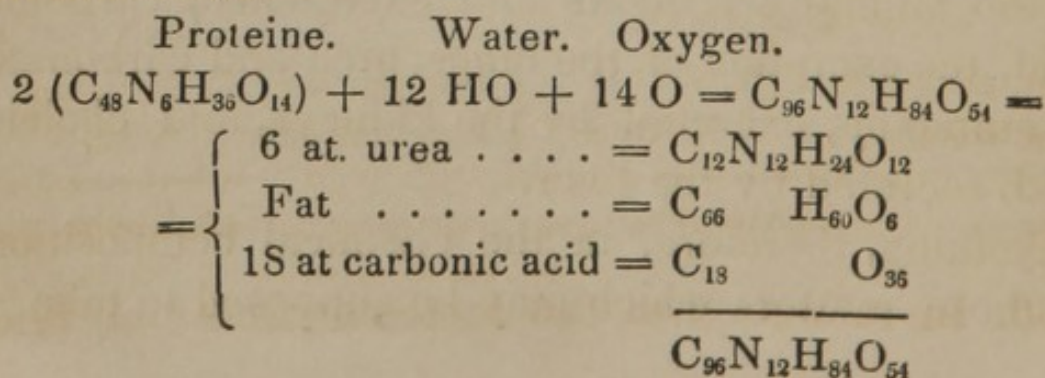 Proteine. Water. Oxygen.
2 (C₄₈N₆H₃₆O₁₄) + 12 HO + 14 O = C₉₆N₁₂H₈₄O₅₄ =
= { 6 at. urea . . . . = C₁₂N₁₂H₂₄O₁₂
Fat . . . . . . . = C₆₆ H₆₀O₆
1S at carbonic acid = C₁₈ O₃₆
C₉₆N₁₂H₈₄O₅₄